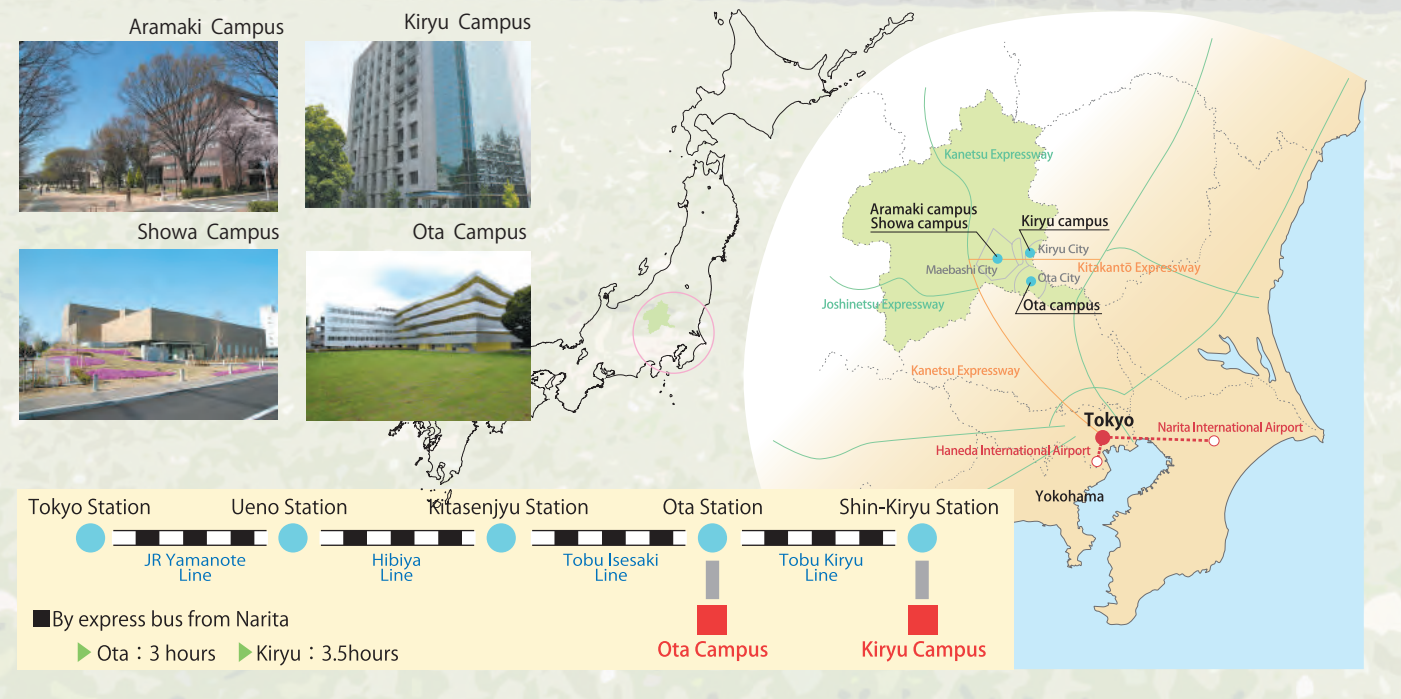 Aramaki Campus
Kiryu Campus
Showa Campus
Ota Campus
Kanetsu Expressway
Aramaki campus
Showa campus
Kiryu campus
Kiryu City
Maebashi City
Kitakantō Expressway
Ota City
Joshinetsu Expressway
Ota campus
Kanetsu Expressway
Tokyo
Narita International Airport
Haneda International Airport
Yokohama
Tokyo Station
Ueno Station
Kitasenjyu Station
Ota Station
Shin-Kiryu Station
JR Yamanote
Line
Hibiya
Line
Tobu Isesaki
Line
Tobu Kiryu
Line
■By express bus from Narita
▶ Ota：3 hours ▶ Kiryu：3.5hours
Ota Campus
Kiryu Campus